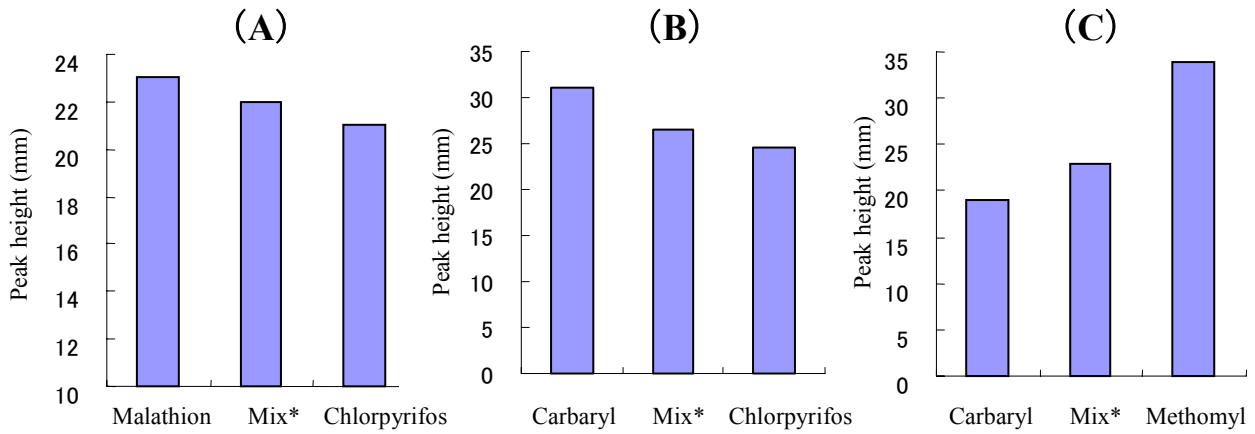 (A)
Peak height (mm)
24
22
20
18
16
14
12
10
Malathion Mix* Chlorpyrifos
(B)
Peak height (mm)
35
30
25
20
15
10
5
0
Carbaryl Mix* Chlorpyrifos
(C)
Peak height (mm)
35
30
25
20
15
10
5
0
Carbaryl Mix* Methomyl